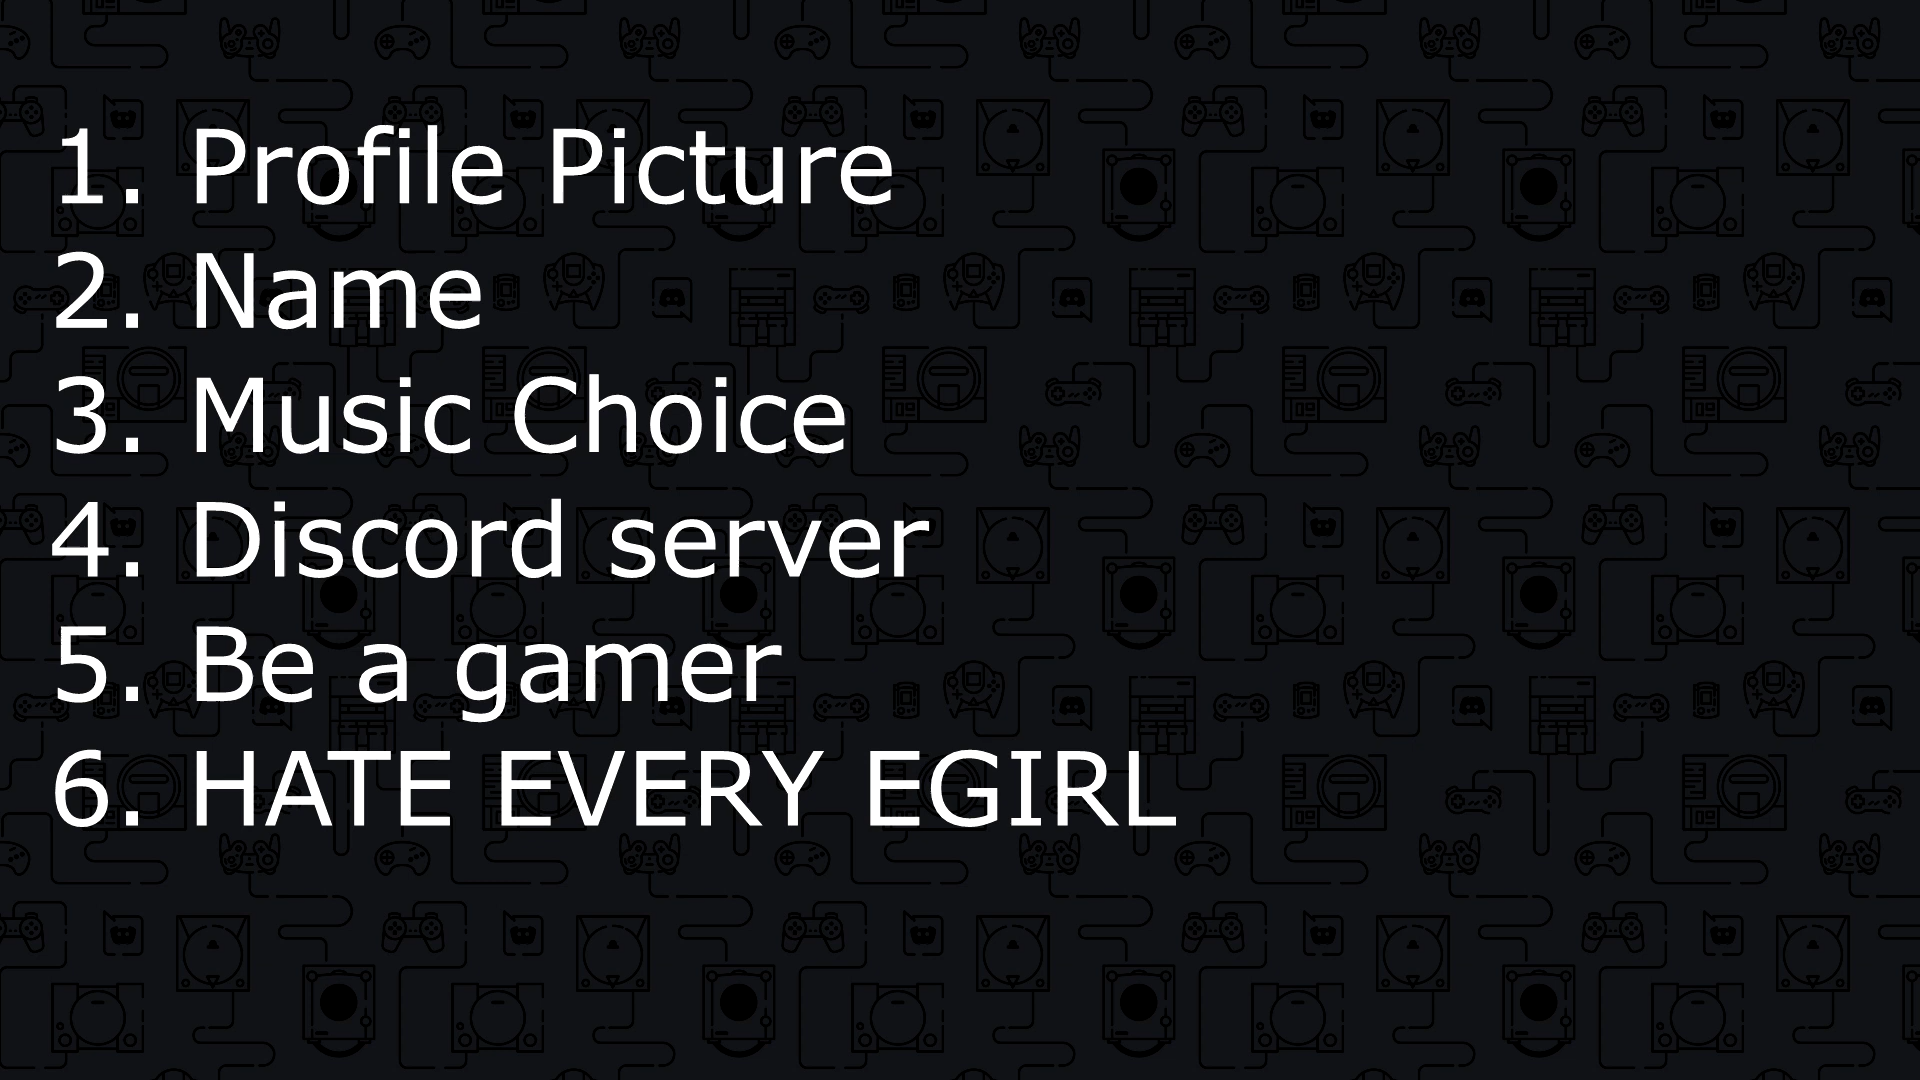 1. Profile Picture
2. Name
3. Music Choice
4. Discord server
5. Be a gamer
6. HATE EVERY EGIRL